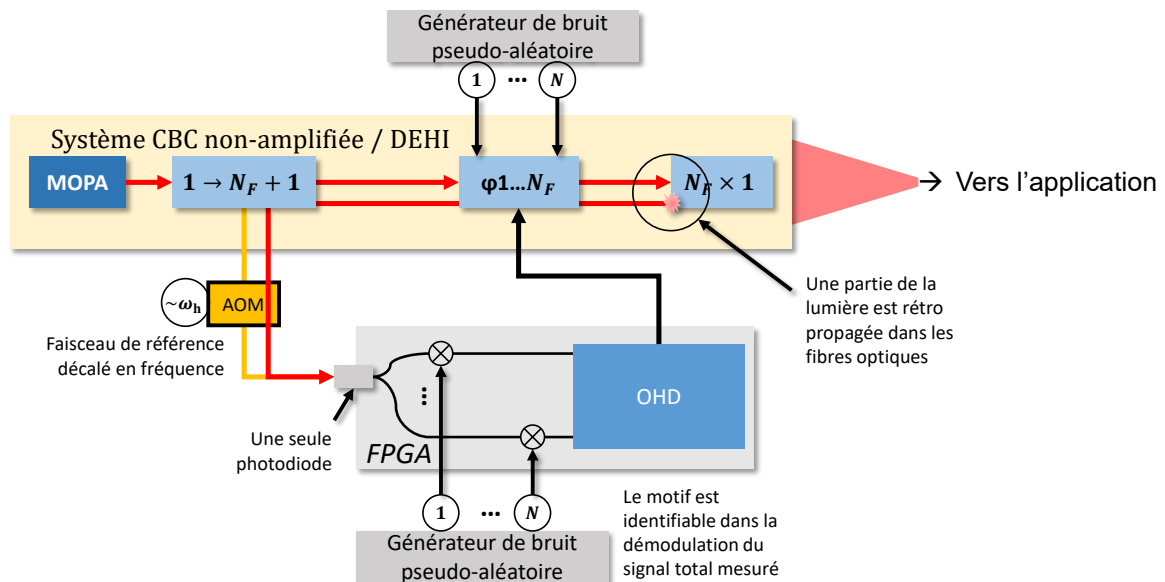 Générateur de bruit
pseudo-aléatoire
1 ··· N
Système CBC non-amplifiée / DEHI
MOPA
1 → N_F + 1
φ1…N_F
N_F × 1
→ Vers l’application
~ω_h
AOM
Faisceau de référence
décalé en fréquence
Une partie de la
lumière est rétro
propagée dans les
fibres optiques
⋮
OHD
Une seule
photodiode
FPGA
1 ··· N
Générateur de bruit
pseudo-aléatoire
Le motif est
identifiable dans la
démodulation du
signal total mesuré